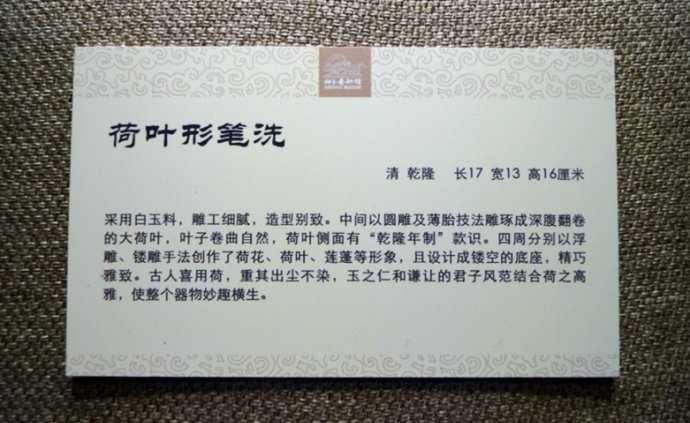 荷叶形笔洗
清 乾隆 长17 宽13 高16厘米
采用白玉料，雕工细腻，造型别致。中间以圆雕及薄胎技法雕琢成深腹翻卷
的大荷叶，叶子卷曲自然，荷叶侧面有“乾隆年制”款识。四周分别以浮
雕、镂雕手法创作了荷花、荷叶、莲蓬等形象，且设计成镂空的底座，精巧
雅致。古人喜用荷，重其出尘不染，玉之仁和谦让的君子风范结合荷之高
雅，使整个器物妙趣横生。